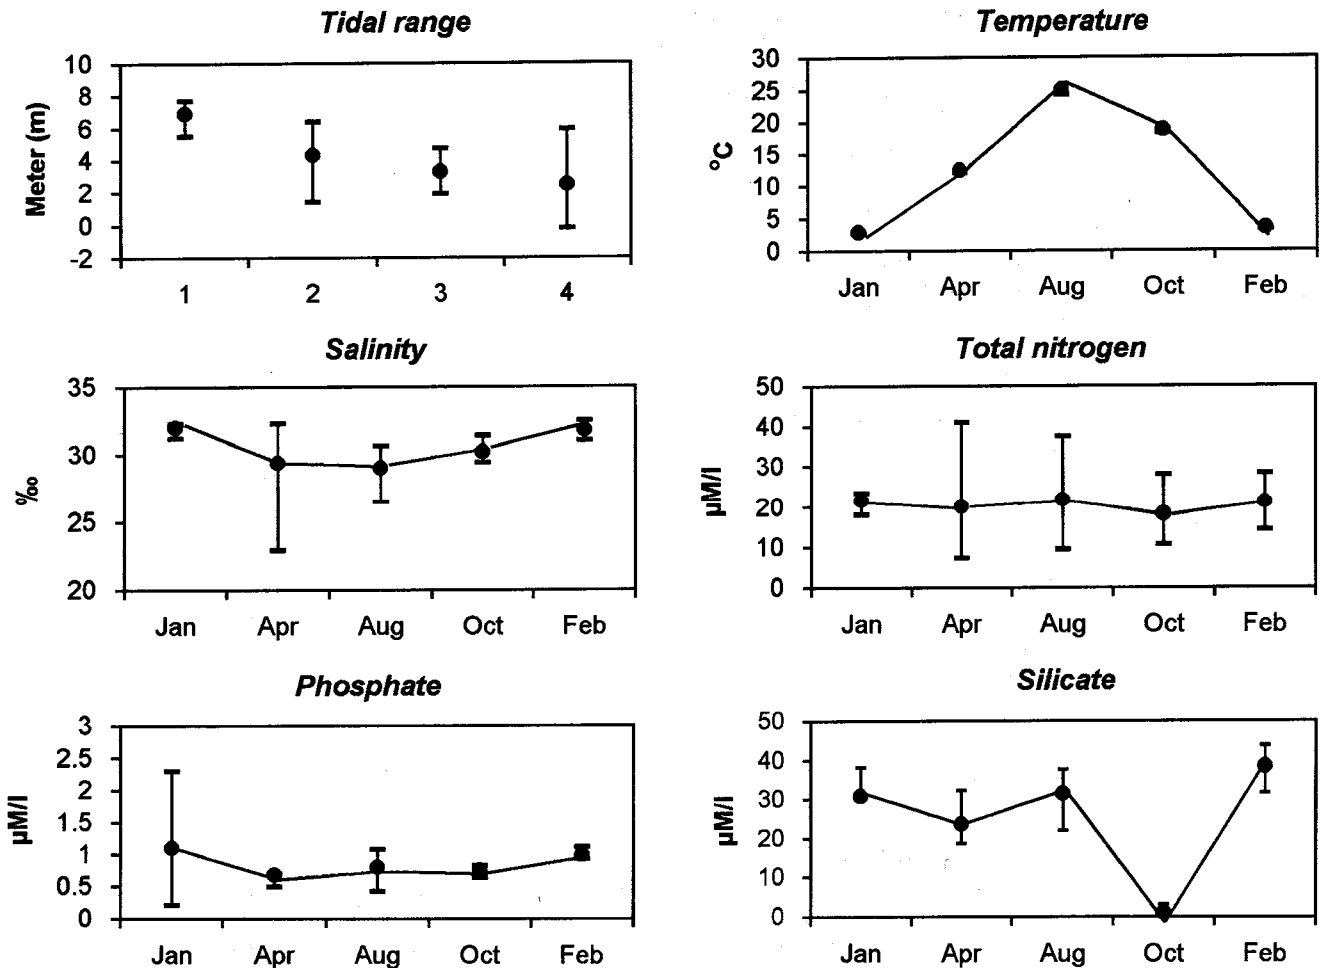 Tidal range
10
8
6
4
2
0
-2
Meter (m)
1 2 3 4
Temperature
30
25
20
15
10
5
0
°C
Jan Apr Aug Oct Feb
Salinity
35
30
25
20
‰
Jan Apr Aug Oct Feb
Total nitrogen
50
40
30
20
10
0
µM/l
Jan Apr Aug Oct Feb
Phosphate
3
2.5
2
1.5
1
0.5
0
µM/l
Jan Apr Aug Oct Feb
Silicate
50
40
30
20
10
0
µM/l
Jan Apr Aug Oct Feb